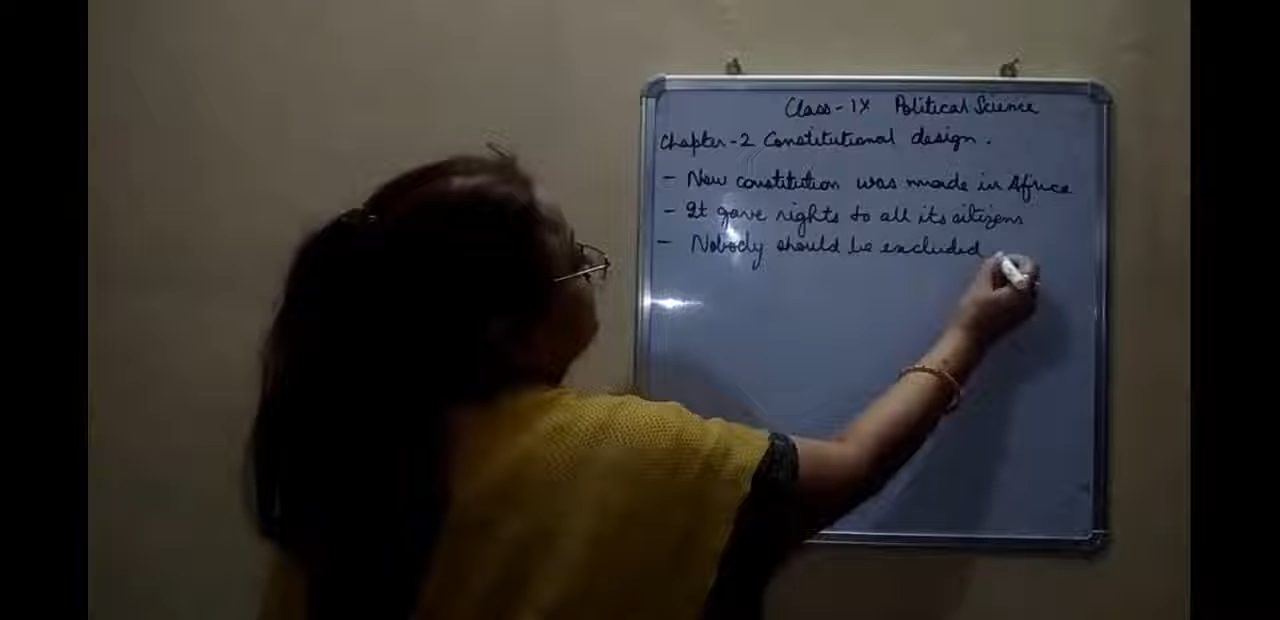 Class-IX Political Science
Chapter-2 Constitutional design.
- New constitution was made in Africa
- It gave rights to all its citizens
- Nobody should be excluded